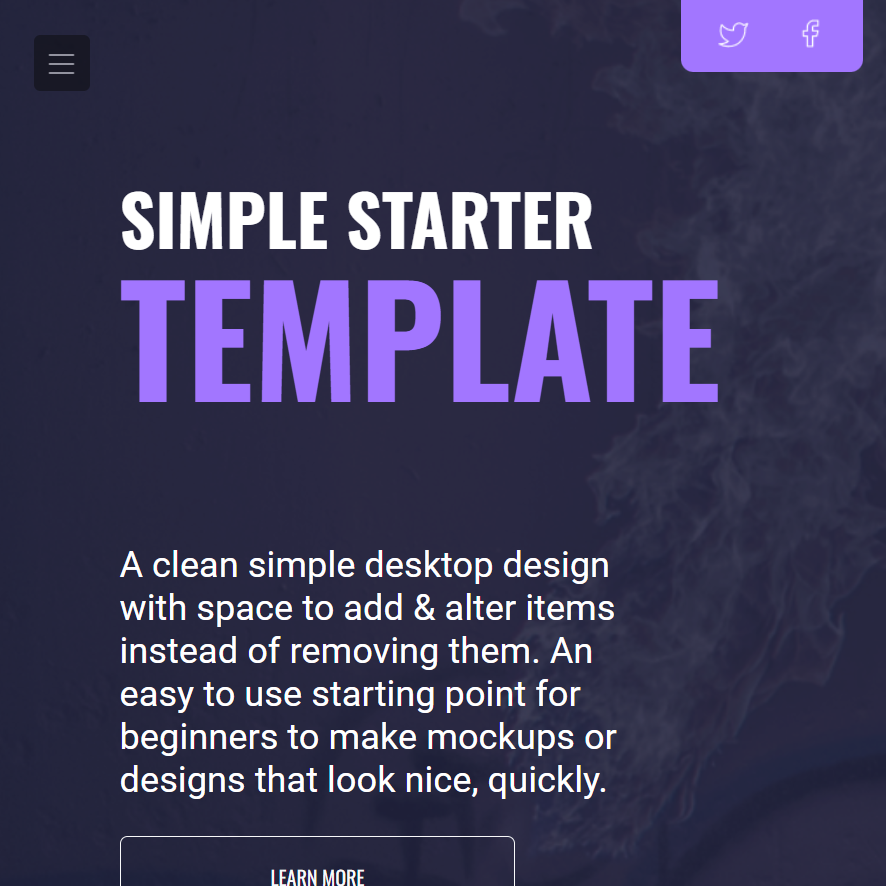 SIMPLE STARTER
TEMPLATE
A clean simple desktop design
with space to add & alter items
instead of removing them. An
easy to use starting point for
beginners to make mockups or
designs that look nice, quickly.
LEARN MORE